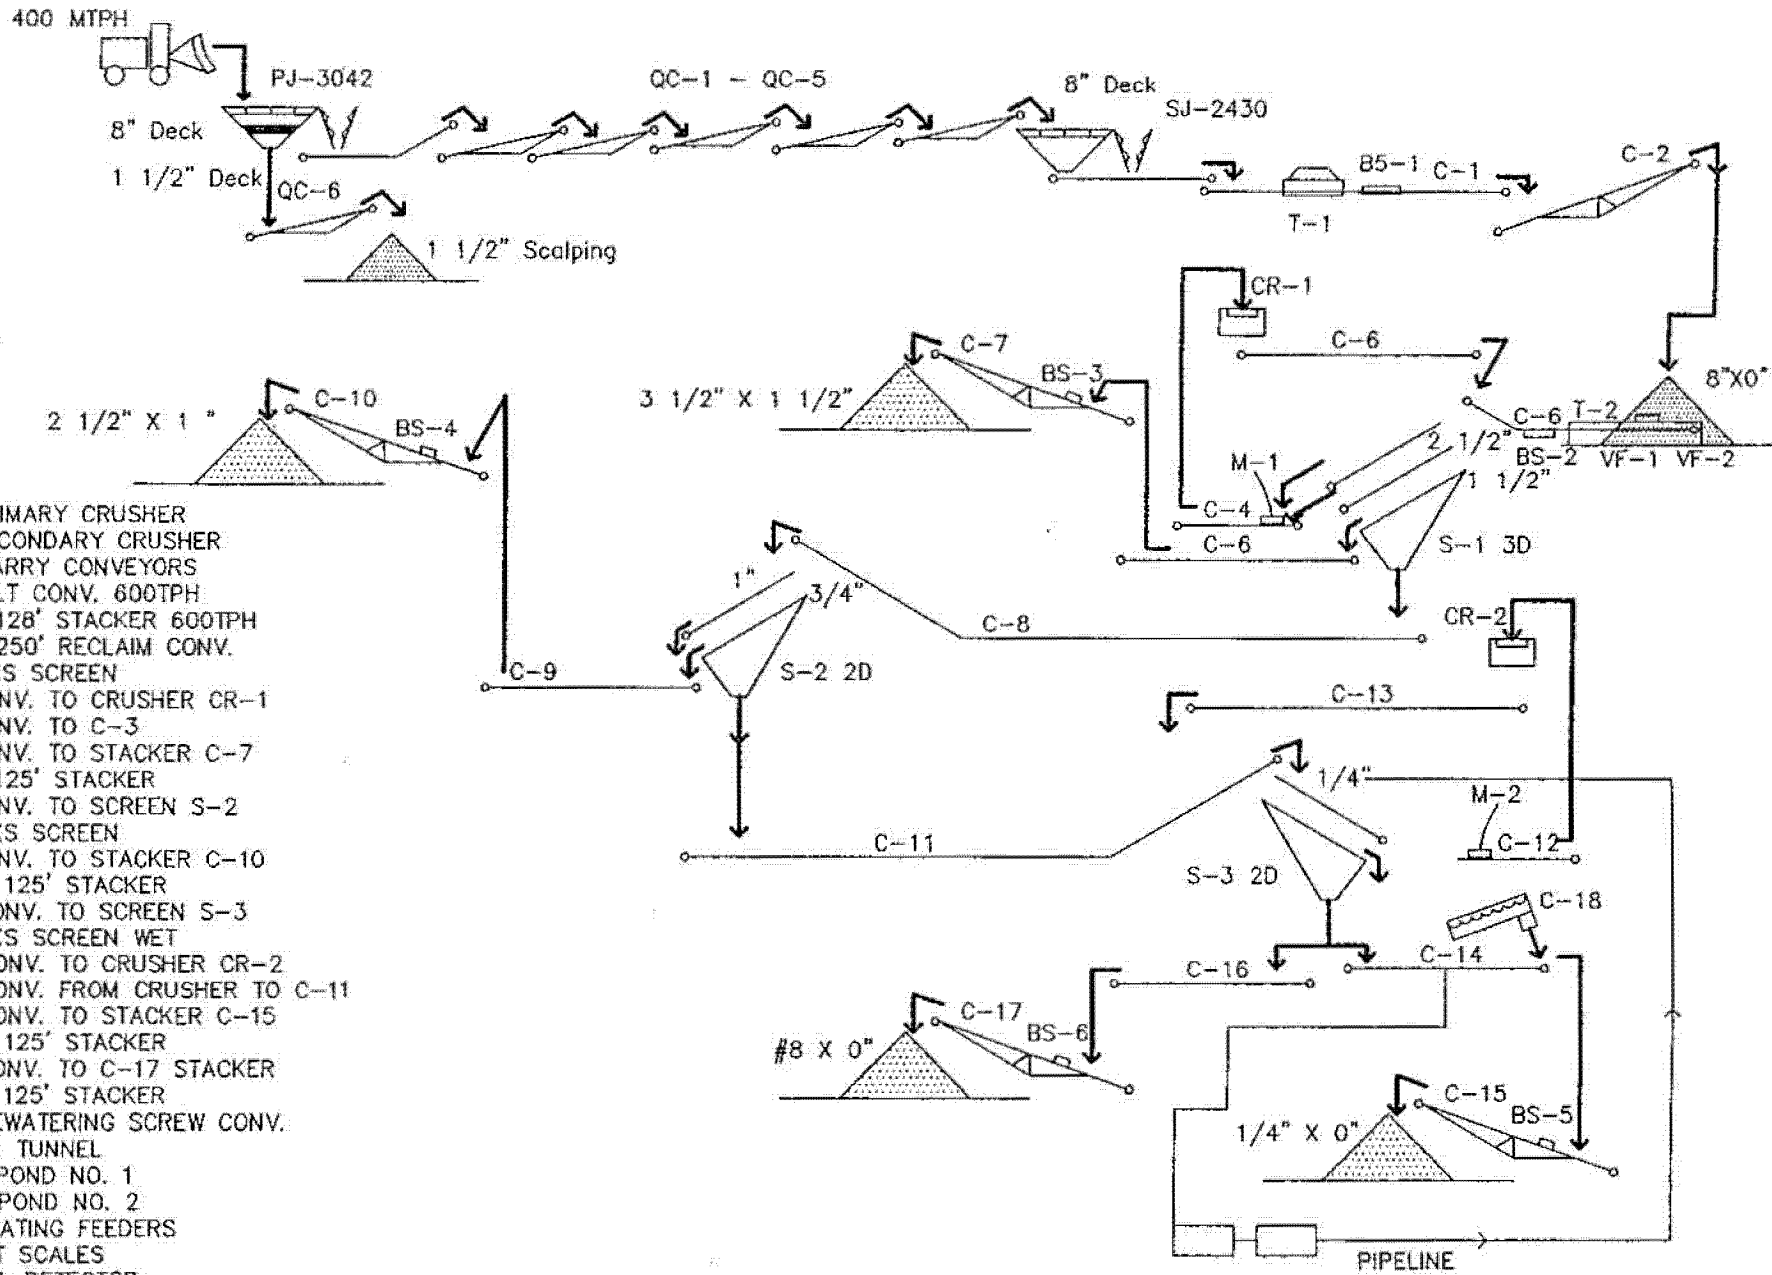 400 MTPH
PJ-3042
QC-1 - QC-5
8" Deck
SJ-2430
8" Deck
1 1/2" Deck
QC-6
1 1/2" Scalping
BS-1
C-1
C-2
T-1
CR-1
C-6
C-7
BS-3
3 1/2" X 1 1/2"
8"X0"
C-10
BS-4
2 1/2" X 1 "
C-6
T-2
2 1/2"
BS-2
VF-1
VF-2
1 1/2"
M-1
C-4
C-6
S-1 3D
1"
3/4"
C-8
CR-2
C-9
S-2 2D
C-13
1/4"
M-2
C-11
C-12
S-3 2D
C-18
C-16
C-14
C-17
BS-6
#8 X 0"
C-15
BS-5
1/4" X 0"
PIPELINE
IMARY CRUSHER
CONDARY CRUSHER
ARRY CONVEYORS
LT CONV. 600TPH
128' STACKER 600TPH
250' RECLAIM CONV.
S SCREEN
NV. TO CRUSHER CR-1
NV. TO C-3
NV. TO STACKER C-7
125' STACKER
NV. TO SCREEN S-2
S SCREEN
NV. TO STACKER C-10
125' STACKER
ONV. TO SCREEN S-3
S SCREEN WET
ONV. TO CRUSHER CR-2
ONV. FROM CRUSHER TO C-11
ONV. TO STACKER C-15
125' STACKER
ONV. TO C-17 STACKER
125' STACKER
EWATERING SCREW CONV.
TUNNEL
POND NO. 1
POND NO. 2
ATING FEEDERS
T SCALES